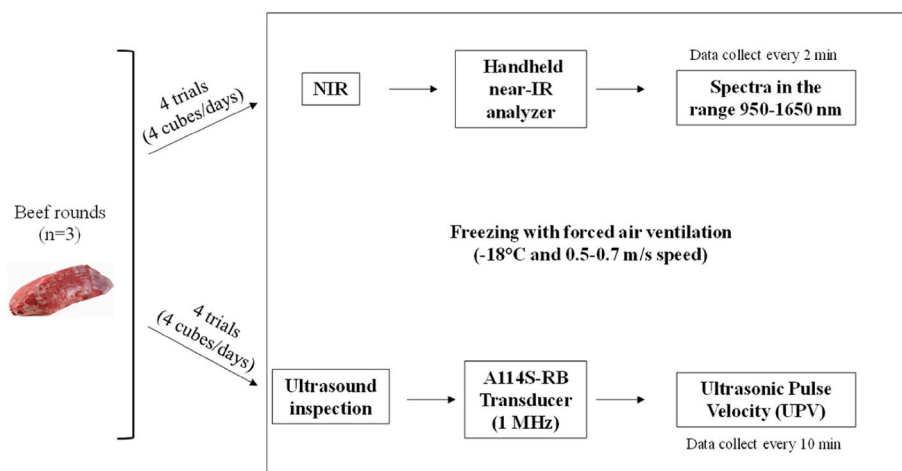 Beef rounds
(n=3)
4 trials
(4 cubes/days)
NIR
Handheld
near-IR
analyzer
Data collect every 2 min
Spectra in the
range 950-1650 nm
Freezing with forced air ventilation
(-18°C and 0.5-0.7 m/s speed)
4 trials
(4 cubes/days)
Ultrasound
inspection
A114S-RB
Transducer
(1 MHz)
Ultrasonic Pulse
Velocity (UPV)
Data collect every 10 min